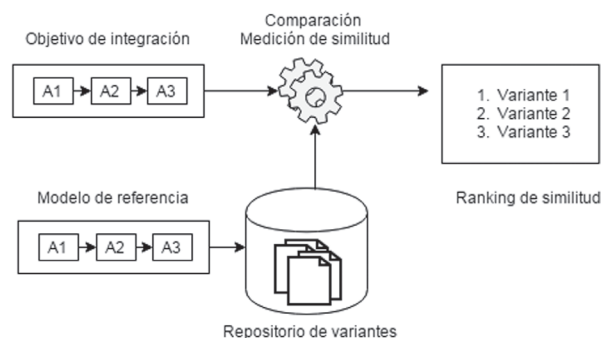 Objetivo de integración
A1 A2 A3
Comparación
Medición de similitud
1. Variante 1
2. Variante 2
3. Variante 3
Ranking de similitud
Modelo de referencia
A1 A2 A3
Repositorio de variantes